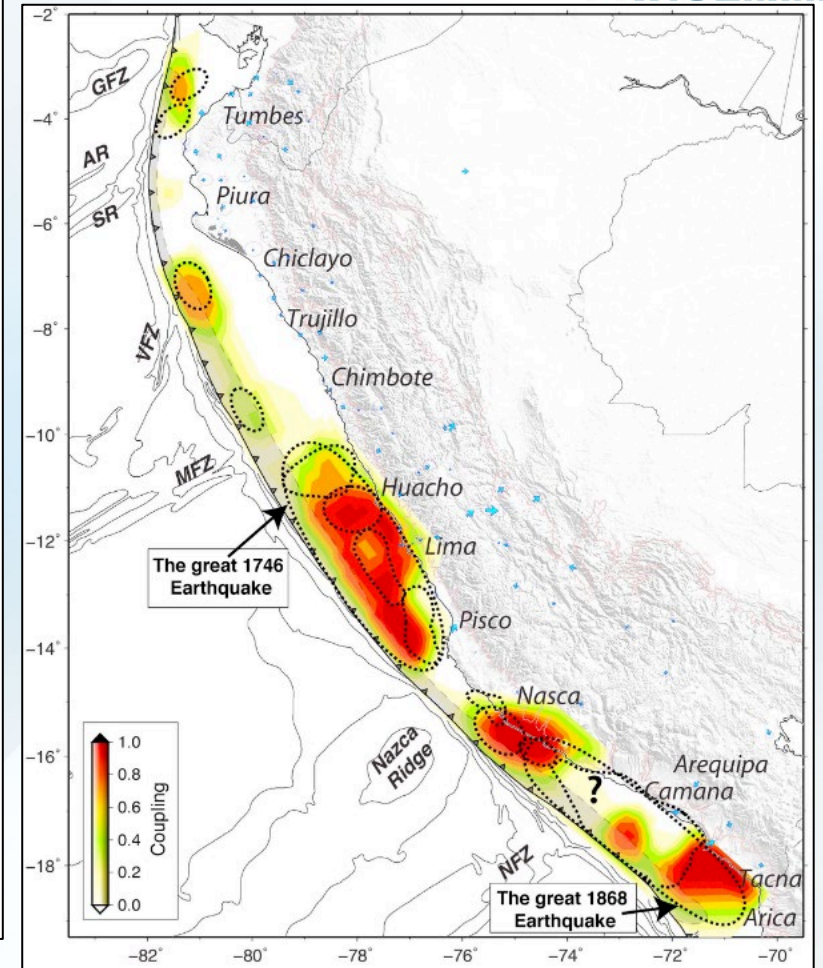 −2°
GFZ
−4°
Tumbes
AR
Piura
SR
−6°
Chiclayo
Trujillo
−8°
VFZ
Chimbote
−10°
MFZ
Huacho
Lima
−12°
The great 1746
Earthquake
Pisco
−14°
Nasca
Nazca
Ridge
−16°
Arequipa
?
Camana
1.0
0.8
0.6
0.4
0.2
0.0
Coupling
−18°
NFZ
Tacna
The great 1868
Earthquake
Arica
−82° −80° −78° −76° −74° −72° −70°